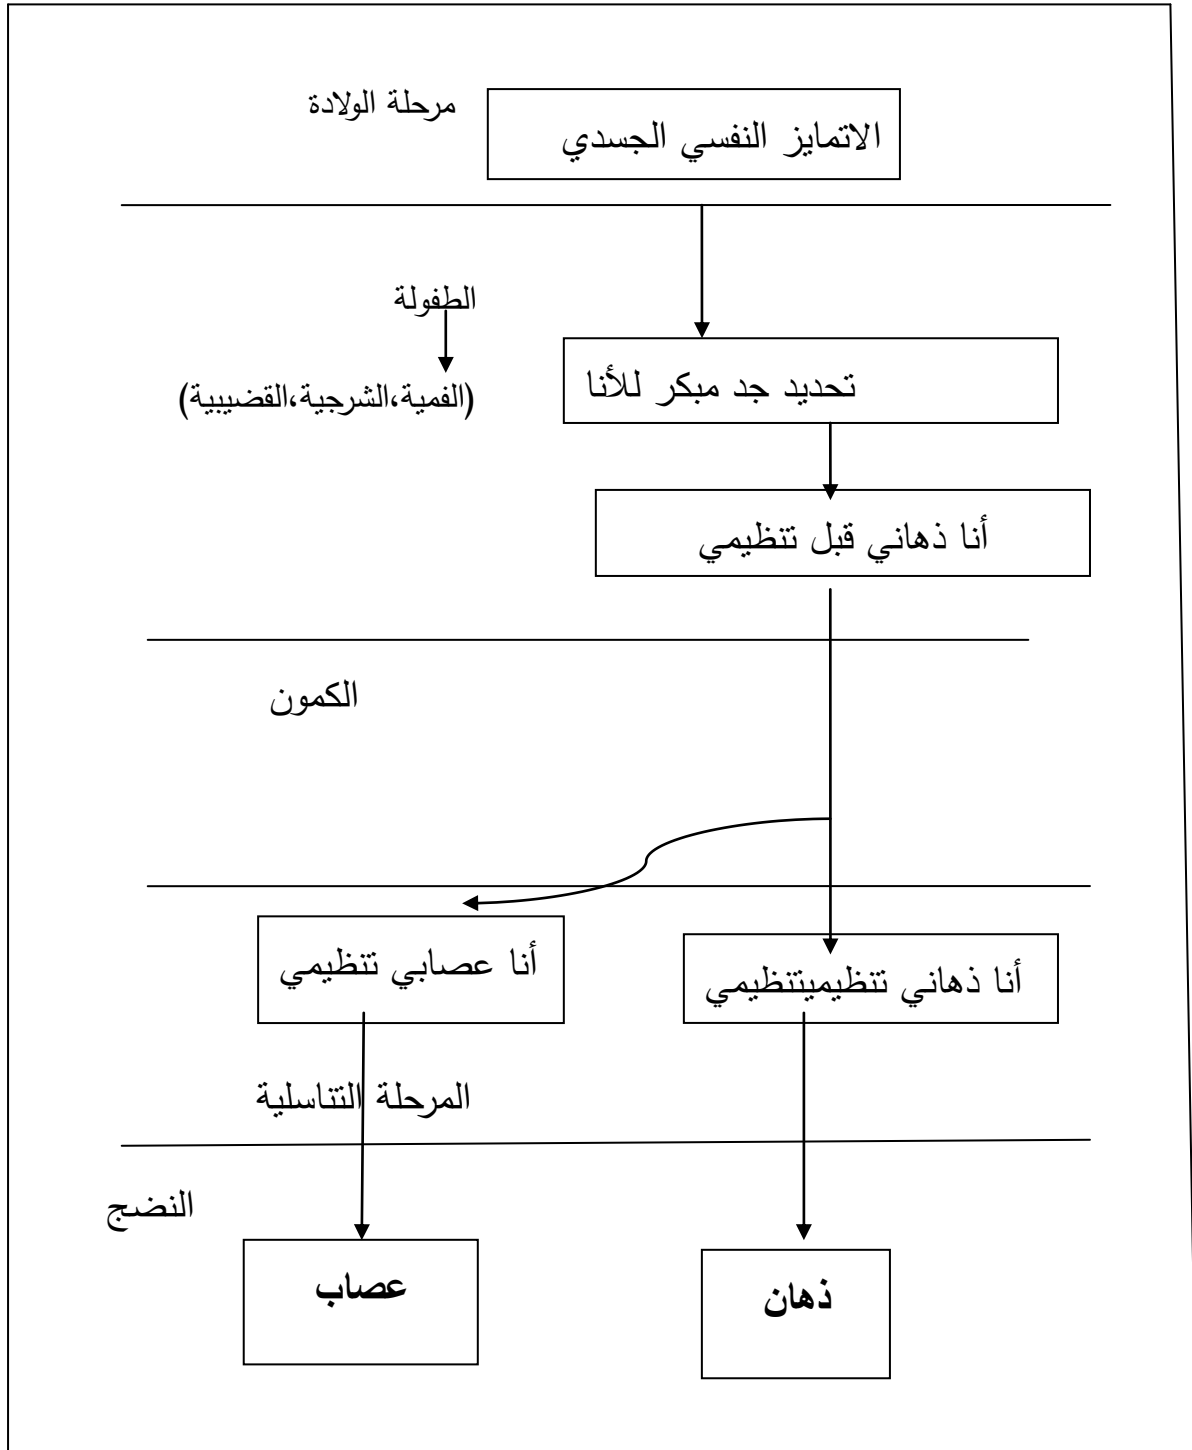 مرحلة الولادة
الاتمايز النفسي الجسدي
الطفولة
(الفمية،الشرجية،القضيبية)
تحديد جد مبكر للأنا
أنا ذهاني قبل تنظيمي
الكمون
أنا عصابي تنظيمي
أنا ذهاني تنظيميتنظيمي
المرحلة التناسلية
النضج
عصاب
ذهان